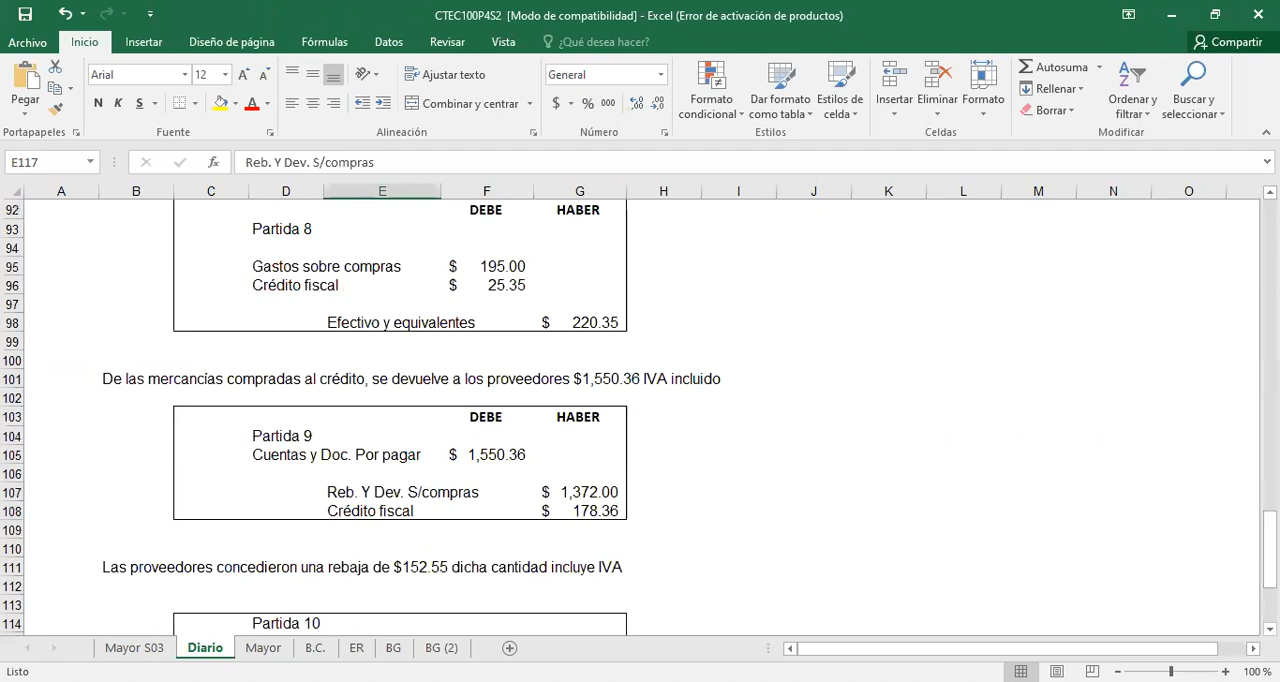 CTEC100P4S2 [Modo de compatibilidad] - Excel (Error de activación de productos)
Archivo Inicio Insertar Diseño de página Fórmulas Datos Revisar Vista ¿Qué desea hacer? Compartir
Pegar Arial 12 Ajustar texto General Formato condicional Dar formato como tabla Estilos de celda Insertar Eliminar Formato Autosuma Rellenar Borrar Ordenar y filtrar Buscar y seleccionar
N K S A Combinar y centrar $ % 000
Portapapeles Fuente Alineación Número Estilos Celdas Modificar
E117 fx Reb. Y Dev. S/compras
A B C D E F G H I J K L M N O
92 DEBE HABER
93 Partida 8
94
95 Gastos sobre compras $ 195.00
96 Crédito fiscal $ 25.35
97
98 Efectivo y equivalentes $ 220.35
99
100
101 De las mercancías compradas al crédito, se devuelve a los proveedores $1,550.36 IVA incluido
102
103 DEBE HABER
104 Partida 9
105 Cuentas y Doc. Por pagar $ 1,550.36
106
107 Reb. Y Dev. S/compras $ 1,372.00
108 Crédito fiscal $ 178.36
109
110
111 Las proveedores concedieron una rebaja de $152.55 dicha cantidad incluye IVA
112
113
114 Partida 10
Mayor S03 Diario Mayor B.C. ER BG BG (2)
Listo 100 %